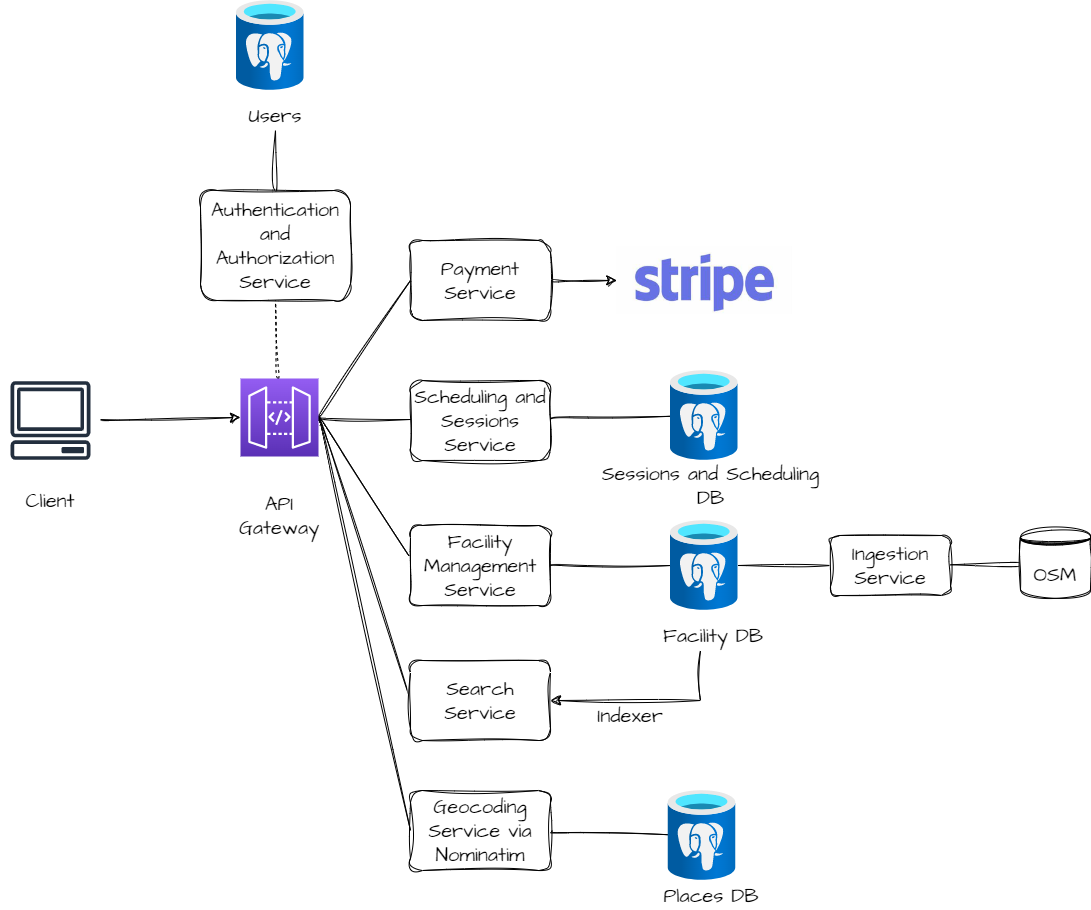 Users
Authentication
and
Authorization
Service
Payment
Service
stripe
Client
</>
API
Gateway
Scheduling and
Sessions
Service
Sessions and Scheduling
DB
Facility
Management
Service
Facility DB
Ingestion
Service
OSM
Search
Service
Indexer
Geocoding
Service via
Nominatim
Places DB